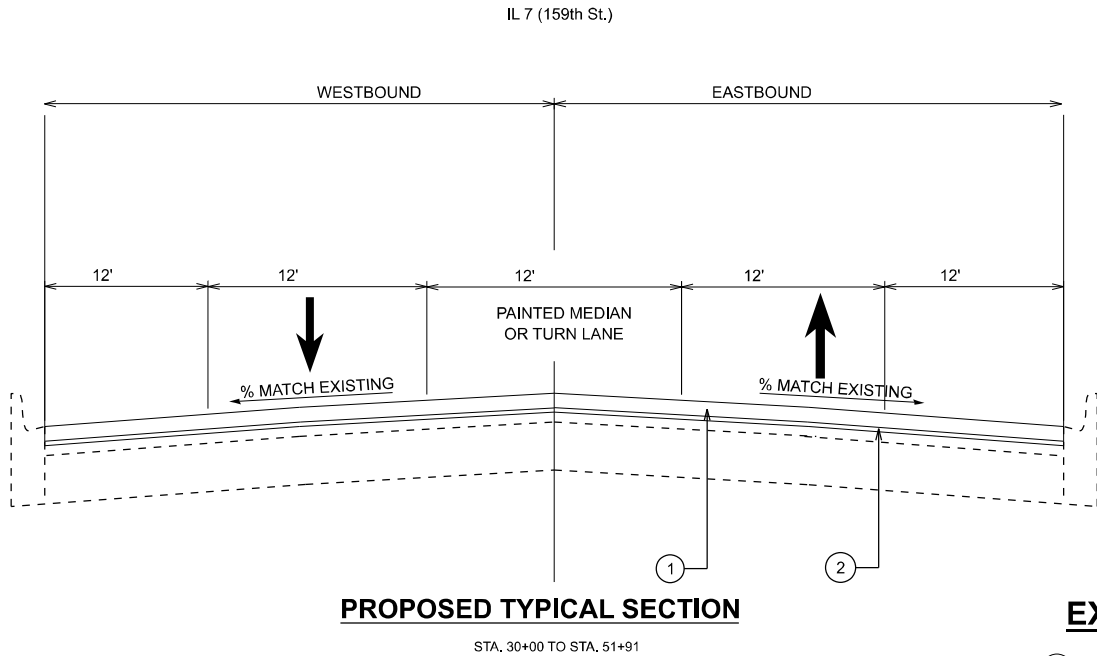 IL 7 (159th St.)
WESTBOUND
EASTBOUND
12'
12'
12'
12'
12'
PAINTED MEDIAN
OR TURN LANE
% MATCH EXISTING
% MATCH EXISTING
1
2
PROPOSED TYPICAL SECTION
EX
STA. 30+00 TO STA. 51+91